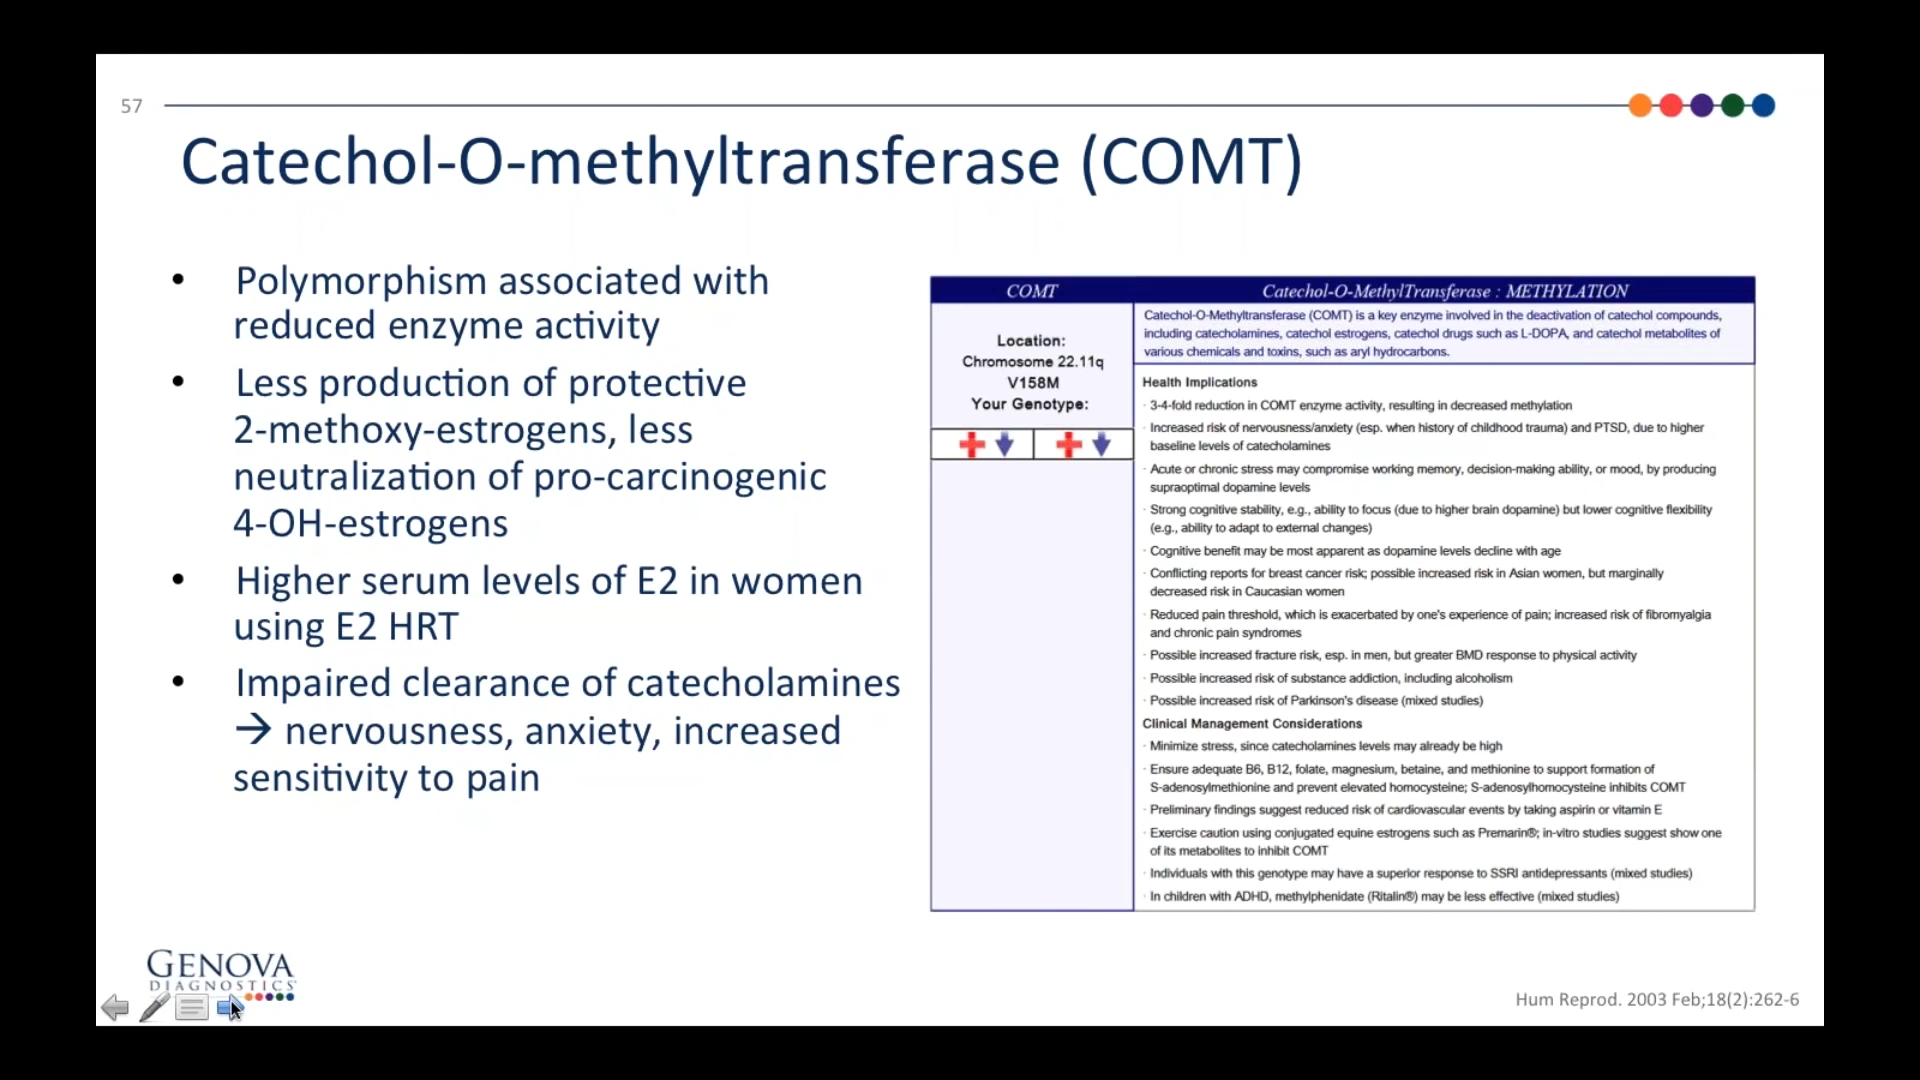 57
Catechol-O-methyltransferase (COMT)
• Polymorphism associated with
reduced enzyme activity
• Less production of protective
2-methoxy-estrogens, less
neutralization of pro-carcinogenic
4-OH-estrogens
• Higher serum levels of E2 in women
using E2 HRT
• Impaired clearance of catecholamines
→ nervousness, anxiety, increased
sensitivity to pain
COMT
Location:
Chromosome 22.11q
V158M
Your Genotype:
Catechol-O-MethylTransferase : METHYLATION
Catechol-O-Methyltransferase (COMT) is a key enzyme involved in the deactivation of catechol compounds,
including catecholamines, catechol estrogens, catechol drugs such as L-DOPA, and catechol metabolites of
various chemicals and toxins, such as aryl hydrocarbons.
Health Implications
· 3-4-fold reduction in COMT enzyme activity, resulting in decreased methylation
· Increased risk of nervousness/anxiety (esp. when history of childhood trauma) and PTSD, due to higher
baseline levels of catecholamines
· Acute or chronic stress may compromise working memory, decision-making ability, or mood, by producing
supraoptimal dopamine levels
· Strong cognitive stability, e.g., ability to focus (due to higher brain dopamine) but lower cognitive flexibility
(e.g., ability to adapt to external changes)
· Cognitive benefit may be most apparent as dopamine levels decline with age
· Conflicting reports for breast cancer risk; possible increased risk in Asian women, but marginally
decreased risk in Caucasian women
· Reduced pain threshold, which is exacerbated by one's experience of pain; increased risk of fibromyalgia
and chronic pain syndromes
· Possible increased fracture risk, esp. in men, but greater BMD response to physical activity
· Possible increased risk of substance addiction, including alcoholism
· Possible increased risk of Parkinson's disease (mixed studies)
Clinical Management Considerations
· Minimize stress, since catecholamines levels may already be high
· Ensure adequate B6, B12, folate, magnesium, betaine, and methionine to support formation of
S-adenosylmethionine and prevent elevated homocysteine; S-adenosylhomocysteine inhibits COMT
· Preliminary findings suggest reduced risk of cardiovascular events by taking aspirin or vitamin E
· Exercise caution using conjugated equine estrogens such as Premarin®; in-vitro studies suggest show one
of its metabolites to inhibit COMT
· Individuals with this genotype may have a superior response to SSRI antidepressants (mixed studies)
· In children with ADHD, methylphenidate (Ritalin®) may be less effective (mixed studies)
GENOVA
DIAGNOSTICS
Hum Reprod. 2003 Feb;18(2):262-6